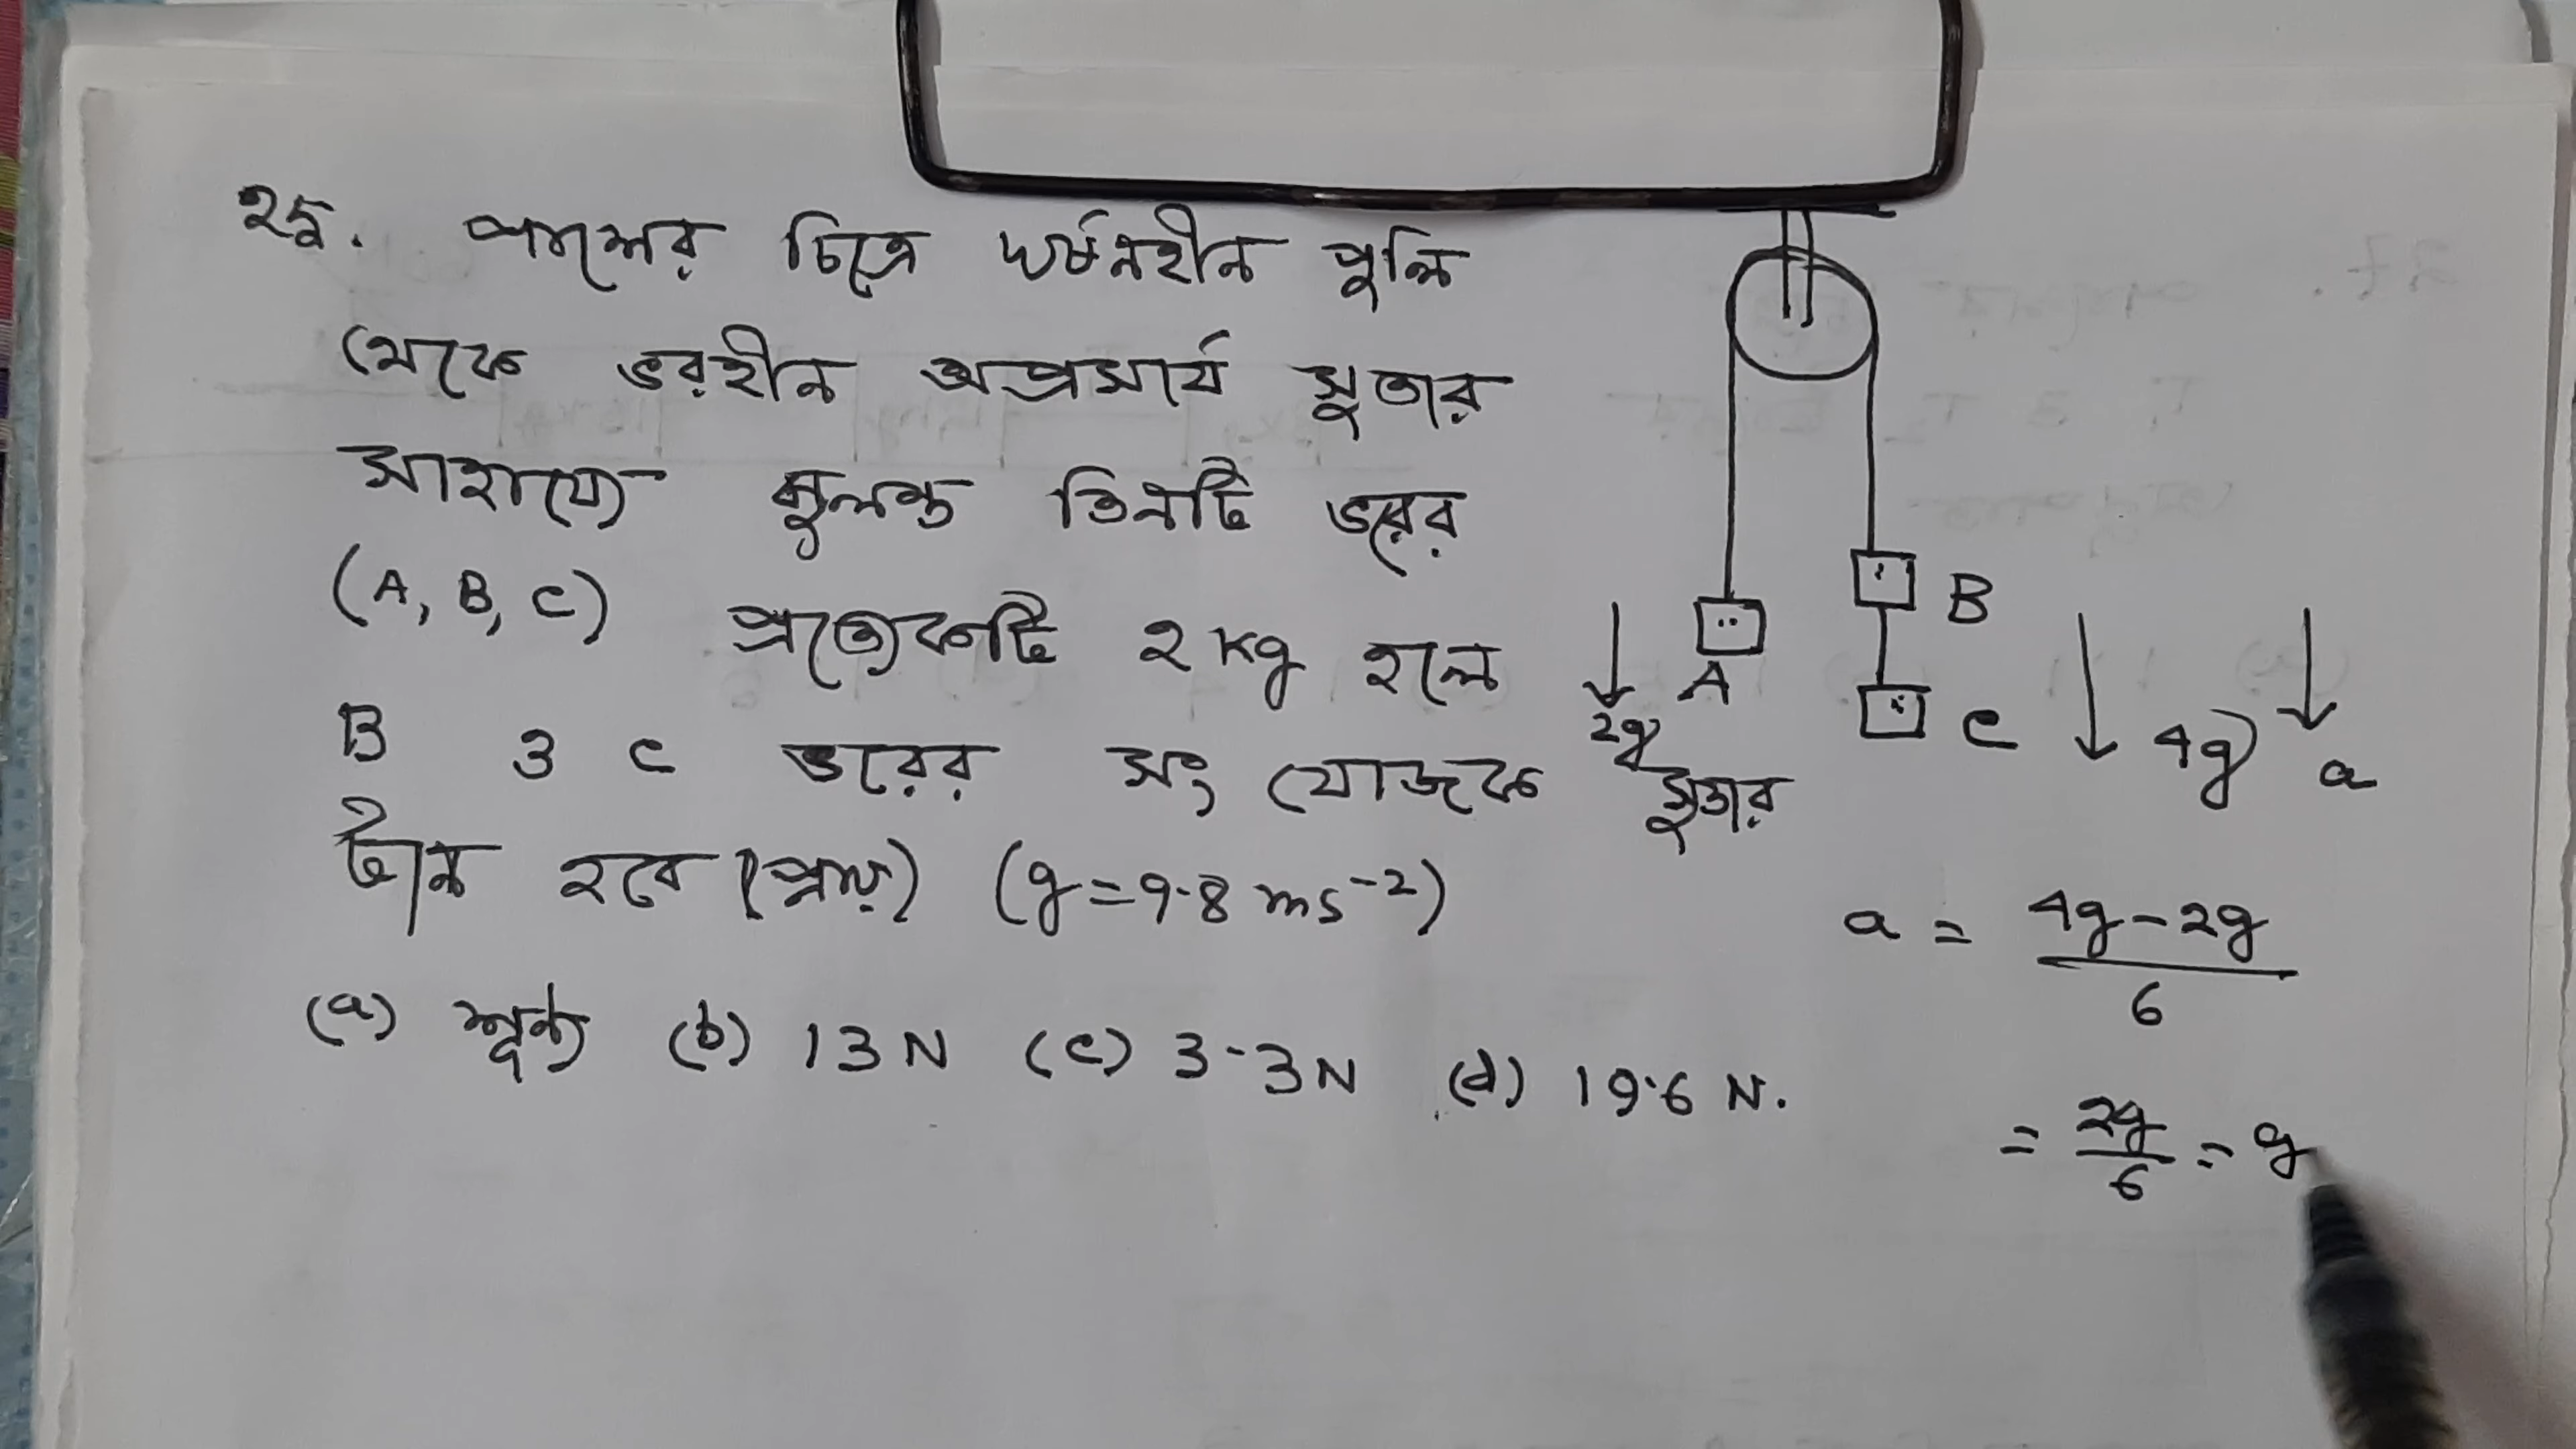 ২৬. পাশের চিত্রে ঘর্ষনহীন পুলি
থেকে ভরহীন অপ্রসার্য সুতার
সাহায্যে ঝুলন্ত তিনটি ভরের
(A, B, C) প্রত্যেকটি 2 kg হলে
B ও C ভরের সংযোজক সুতার
টান হবে (প্রায়) (g = 9.8 ms⁻²)
(a) শূন্য (b) 13 N (c) 3.3 N (d) 19.6 N.
A
B
C
2g
4g
a
a = (4g - 2g)/6
= 2g/6 = g